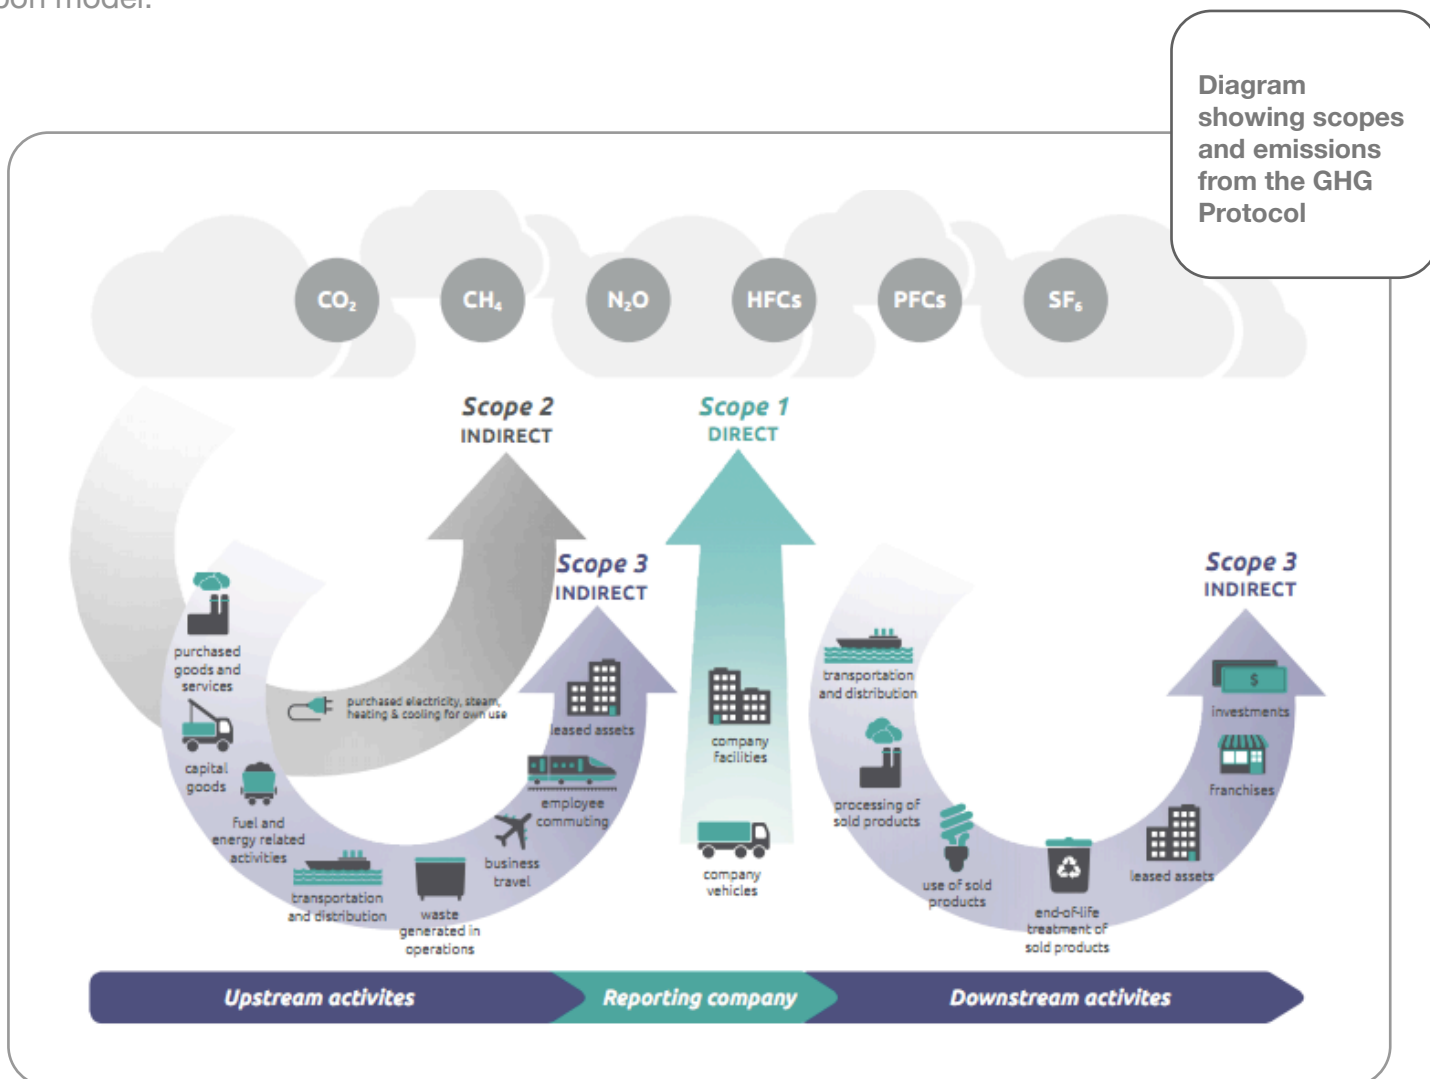 bon model.
Diagram
showing scopes
and emissions
from the GHG
Protocol
CO₂
CH₄
N₂O
HFCs
PFCs
SF₆
Scope 2
INDIRECT
Scope 1
DIRECT
Scope 3
INDIRECT
Scope 3
INDIRECT
purchased
goods and
services
capital
goods
fuel and
energy related
activities
transportation
and distribution
waste
generated in
operations
business
travel
employee
commuting
leased assets
purchased electricity, steam,
heating & cooling for own use
company
facilities
company
vehicles
transportation
and distribution
processing of
sold products
use of sold
products
end-of-life
treatment of
sold products
leased assets
franchises
$
investments
Upstream activites
Reporting company
Downstream activites